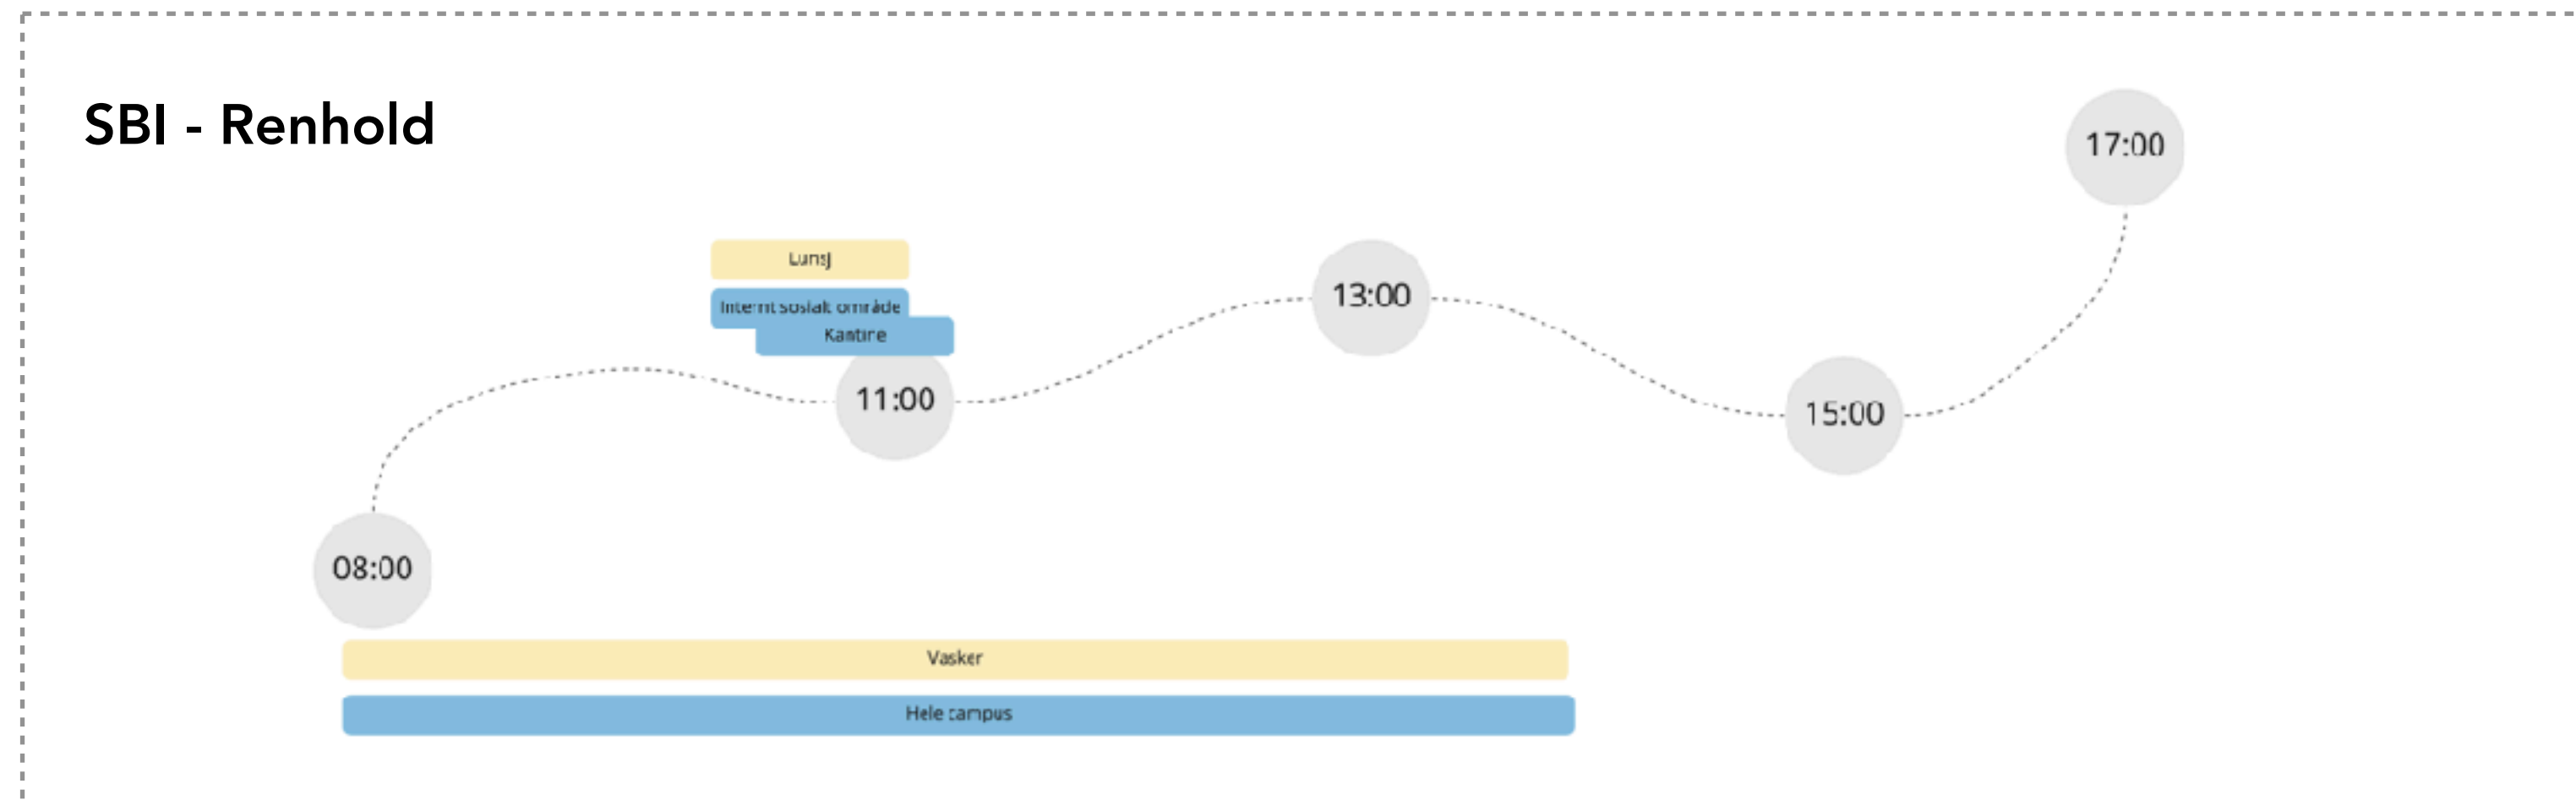 SBI - Renhold
17:00
Lunsj
13:00
Internt sosialt område
Kantine
11:00
15:00
08:00
Vasker
Hele campus